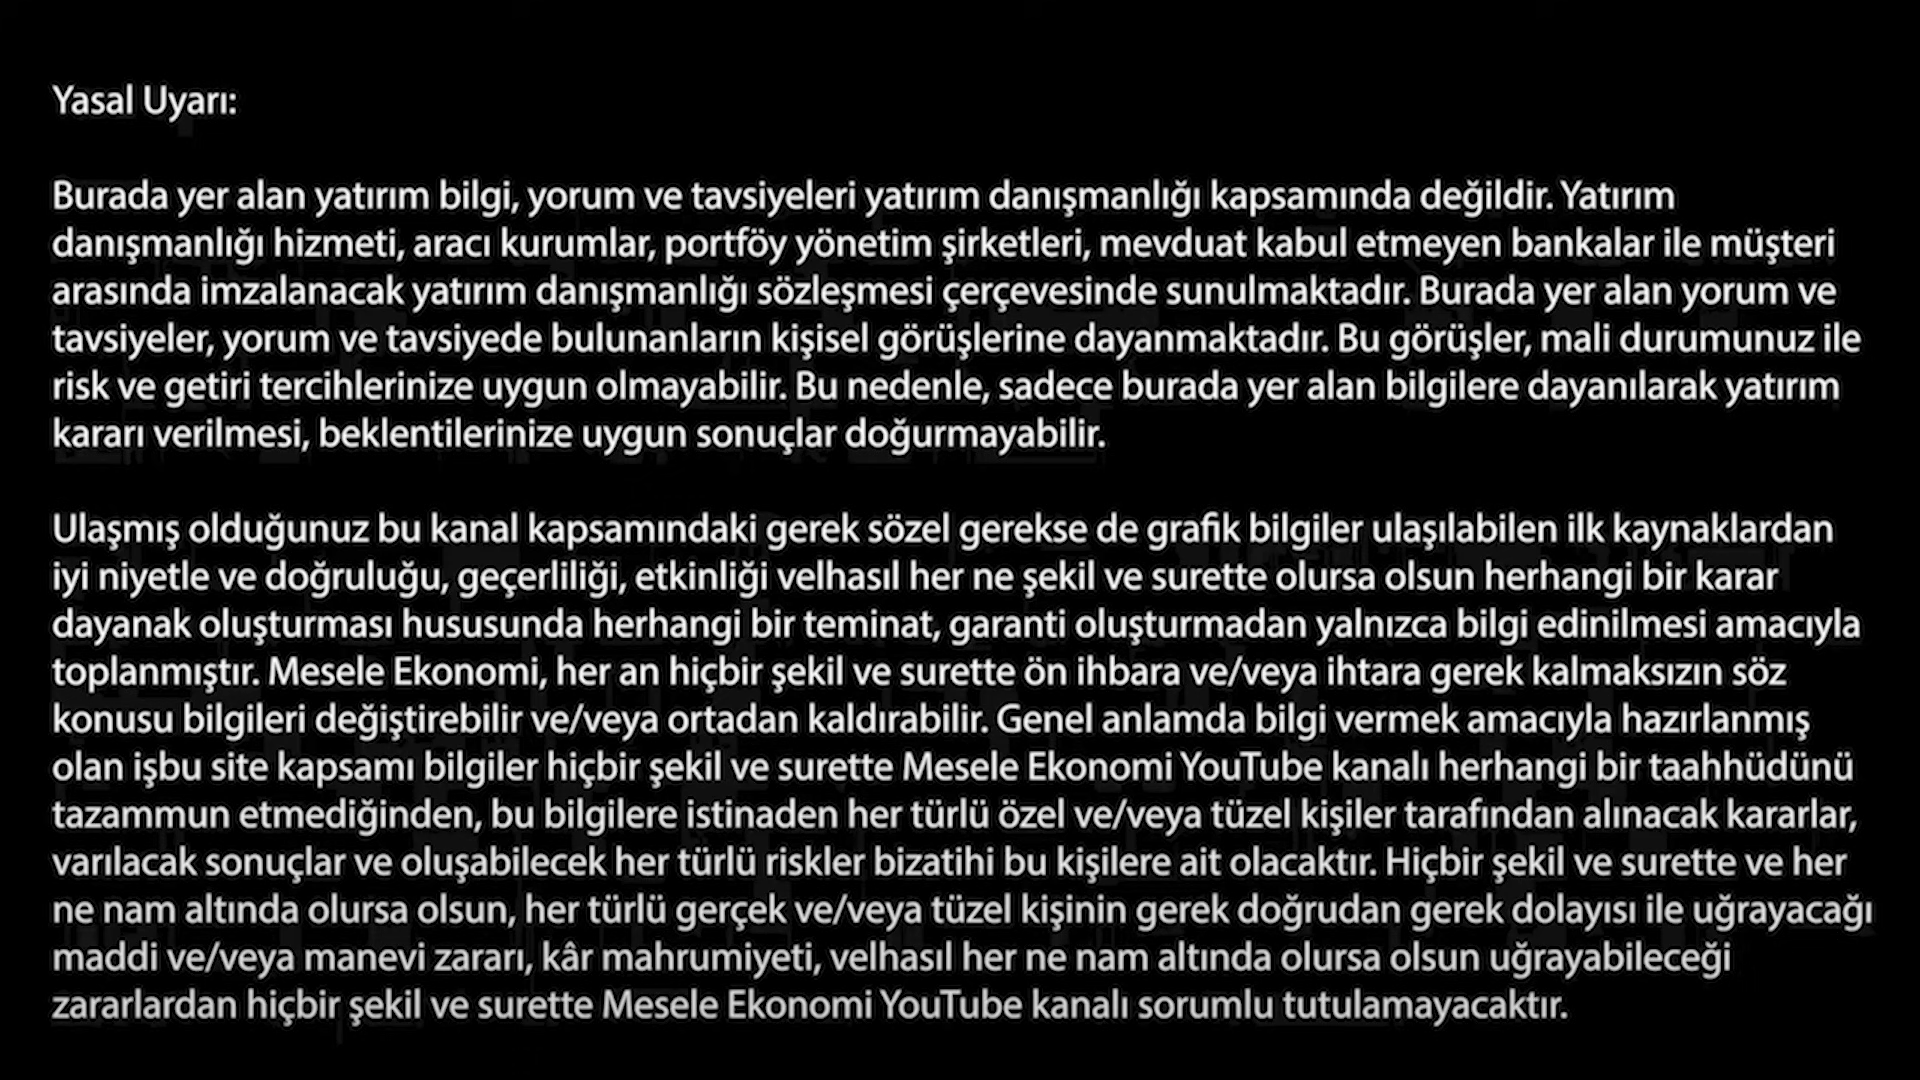 Yasal Uyarı:
Burada yer alan yatırım bilgi, yorum ve tavsiyeleri yatırım danışmanlığı kapsamında değildir. Yatırım
danışmanlığı hizmeti, aracı kurumlar, portföy yönetim şirketleri, mevduat kabul etmeyen bankalar ile müşteri
arasında imzalanacak yatırım danışmanlığı sözleşmesi çerçevesinde sunulmaktadır. Burada yer alan yorum ve
tavsiyeler, yorum ve tavsiyede bulunanların kişisel görüşlerine dayanmaktadır. Bu görüşler, mali durumunuz ile
risk ve getiri tercihlerinize uygun olmayabilir. Bu nedenle, sadece burada yer alan bilgilere dayanılarak yatırım
kararı verilmesi, beklentilerinize uygun sonuçlar doğurmayabilir.
Ulaşmış olduğunuz bu kanal kapsamındaki gerek sözel gerekse de grafik bilgiler ulaşılabilen ilk kaynaklardan
iyi niyetle ve doğruluğu, geçerliliği, etkinliği velhasıl her ne şekil ve surette olursa olsun herhangi bir karar
dayanak oluşturması hususunda herhangi bir teminat, garanti oluşturmadan yalnızca bilgi edinilmesi amacıyla
toplanmıştır. Mesele Ekonomi, her an hiçbir şekil ve surette ön ihbara ve/veya ihtara gerek kalmaksızın söz
konusu bilgileri değiştirebilir ve/veya ortadan kaldırabilir. Genel anlamda bilgi vermek amacıyla hazırlanmış
olan işbu site kapsamı bilgiler hiçbir şekil ve surette Mesele Ekonomi YouTube kanalı herhangi bir taahhüdünü
tazammun etmediğinden, bu bilgilere istinaden her türlü özel ve/veya tüzel kişiler tarafından alınacak kararlar,
varılacak sonuçlar ve oluşabilecek her türlü riskler bizatihi bu kişilere ait olacaktır. Hiçbir şekil ve surette ve her
ne nam altında olursa olsun, her türlü gerçek ve/veya tüzel kişinin gerek doğrudan gerek dolayısı ile uğrayacağı
maddi ve/veya manevi zararı, kâr mahrumiyeti, velhasıl her ne nam altında olursa olsun uğrayabileceği
zararlardan hiçbir şekil ve surette Mesele Ekonomi YouTube kanalı sorumlu tutulamayacaktır.